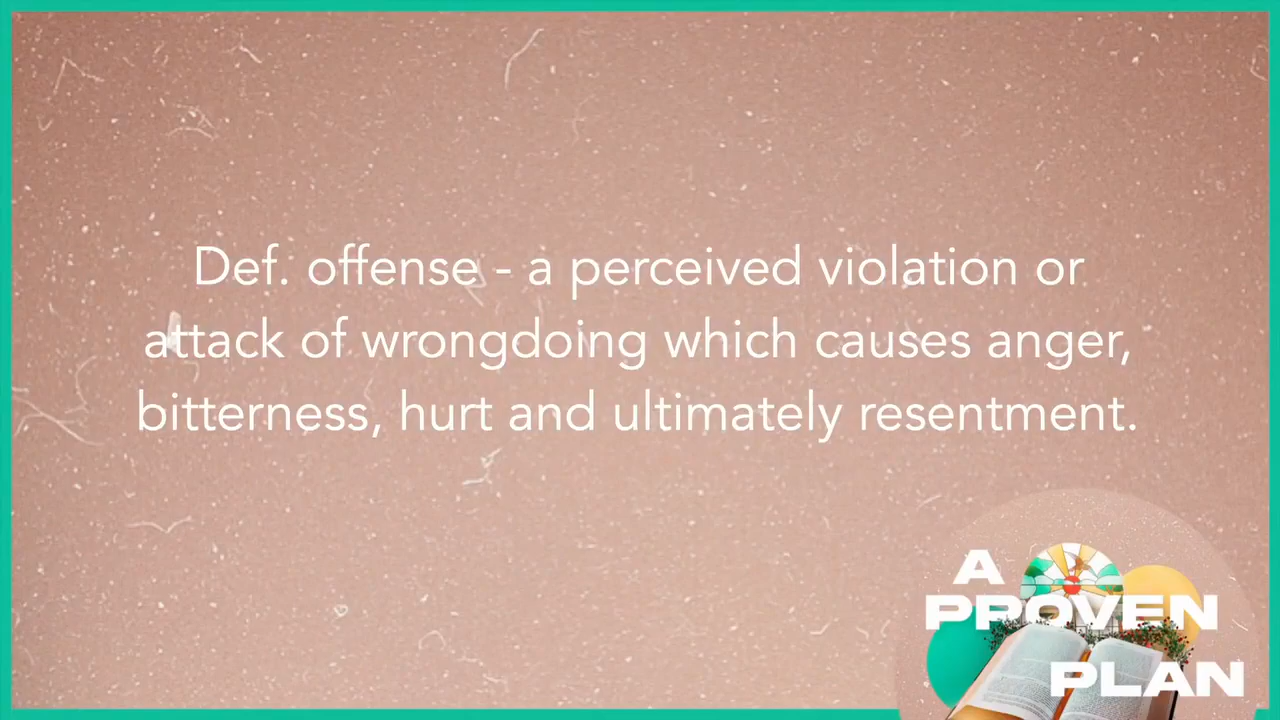 Def. offense - a perceived violation or
attack of wrongdoing which causes anger,
bitterness, hurt and ultimately resentment.
A
PROVEN
PLAN